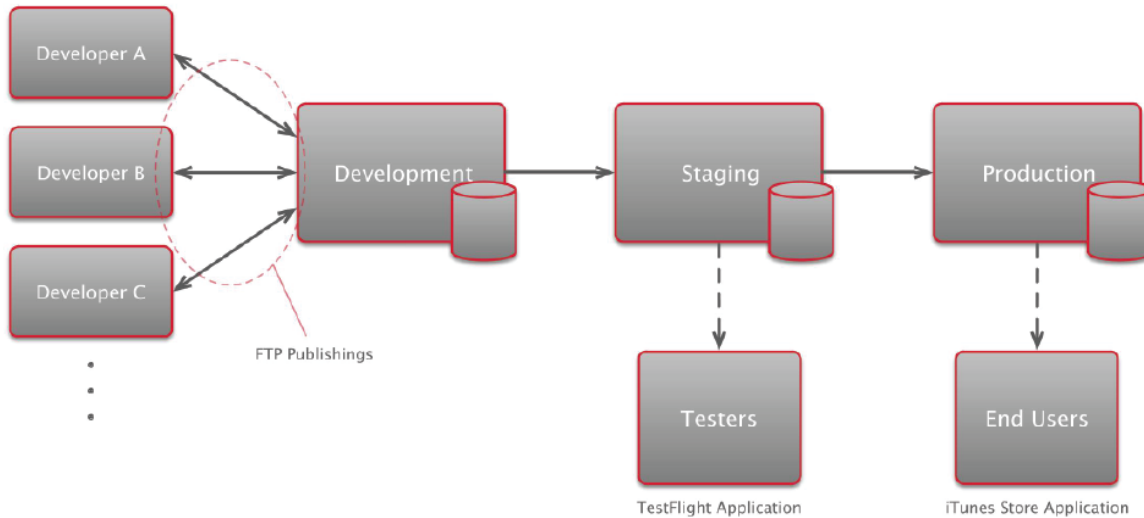 Developer A
Developer B
Developer C
FTP Publishings
Development
Staging
Production
Testers
TestFlight Application
End Users
iTunes Store Application